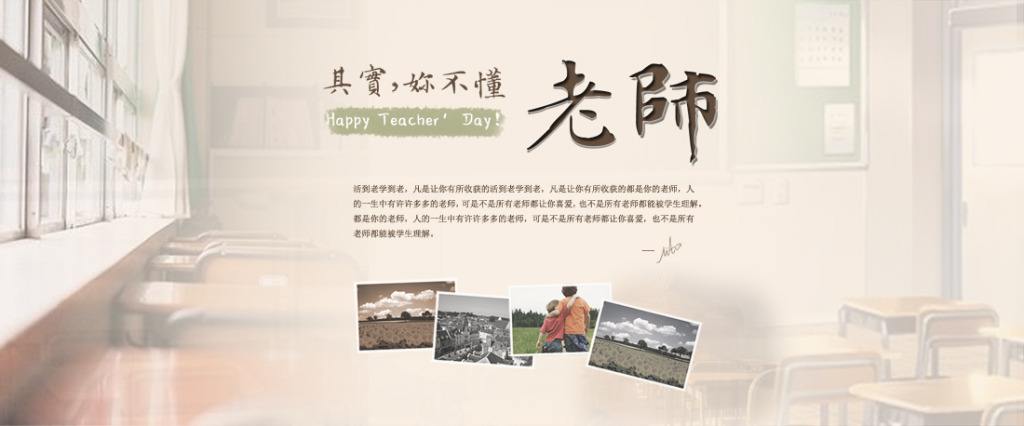 其實,妳不懂
老師
Happy Teacher' Day!
活到老学到老,凡是让你有所收获的活到老学到老,凡是让你有所收获的都是你的老师,人
的一生中有许许多多的老师,可是不是所有老师都让你喜爱,也不是所有老师都能被学生理解。
都是你的老师,人的一生中有许许多多的老师,可是不是所有老师都让你喜爱,也不是所有
老师都能被学生理解。